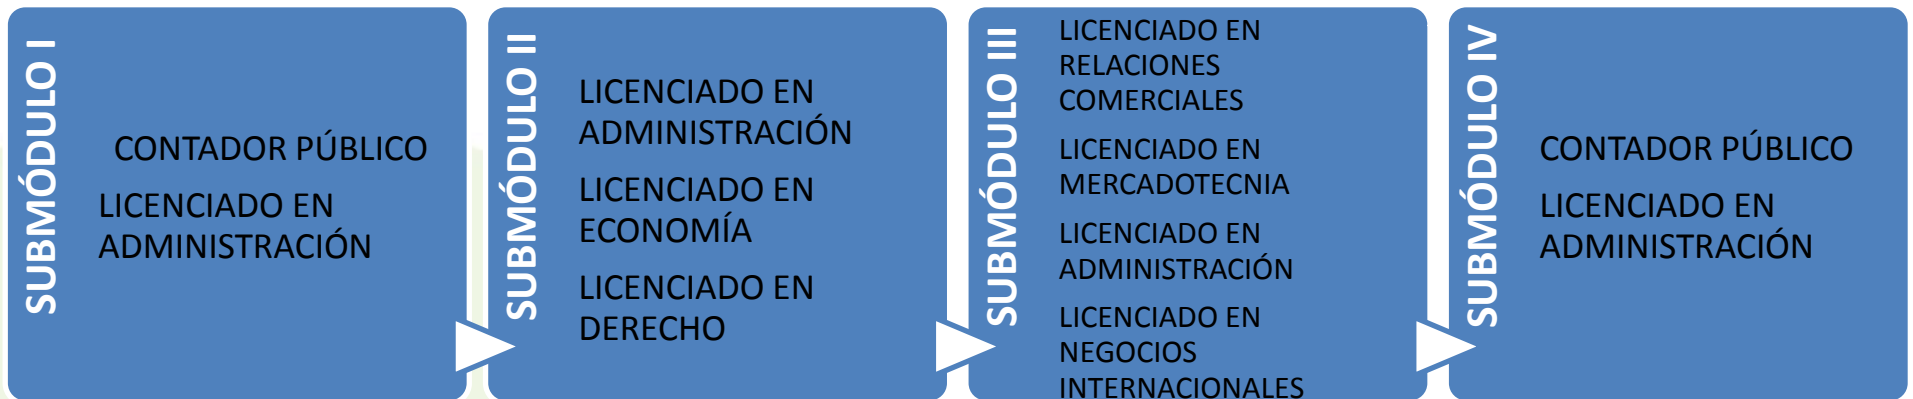 SUBMÓDULO I
CONTADOR PÚBLICO
LICENCIADO EN
ADMINISTRACIÓN
SUBMÓDULO II
LICENCIADO EN
ADMINISTRACIÓN
LICENCIADO EN
ECONOMÍA
LICENCIADO EN
DERECHO
SUBMÓDULO III
LICENCIADO EN
RELACIONES
COMERCIALES
LICENCIADO EN
MERCADOTECNIA
LICENCIADO EN
ADMINISTRACIÓN
LICENCIADO EN
NEGOCIOS
INTERNACIONALES
SUBMÓDULO IV
CONTADOR PÚBLICO
LICENCIADO EN
ADMINISTRACIÓN